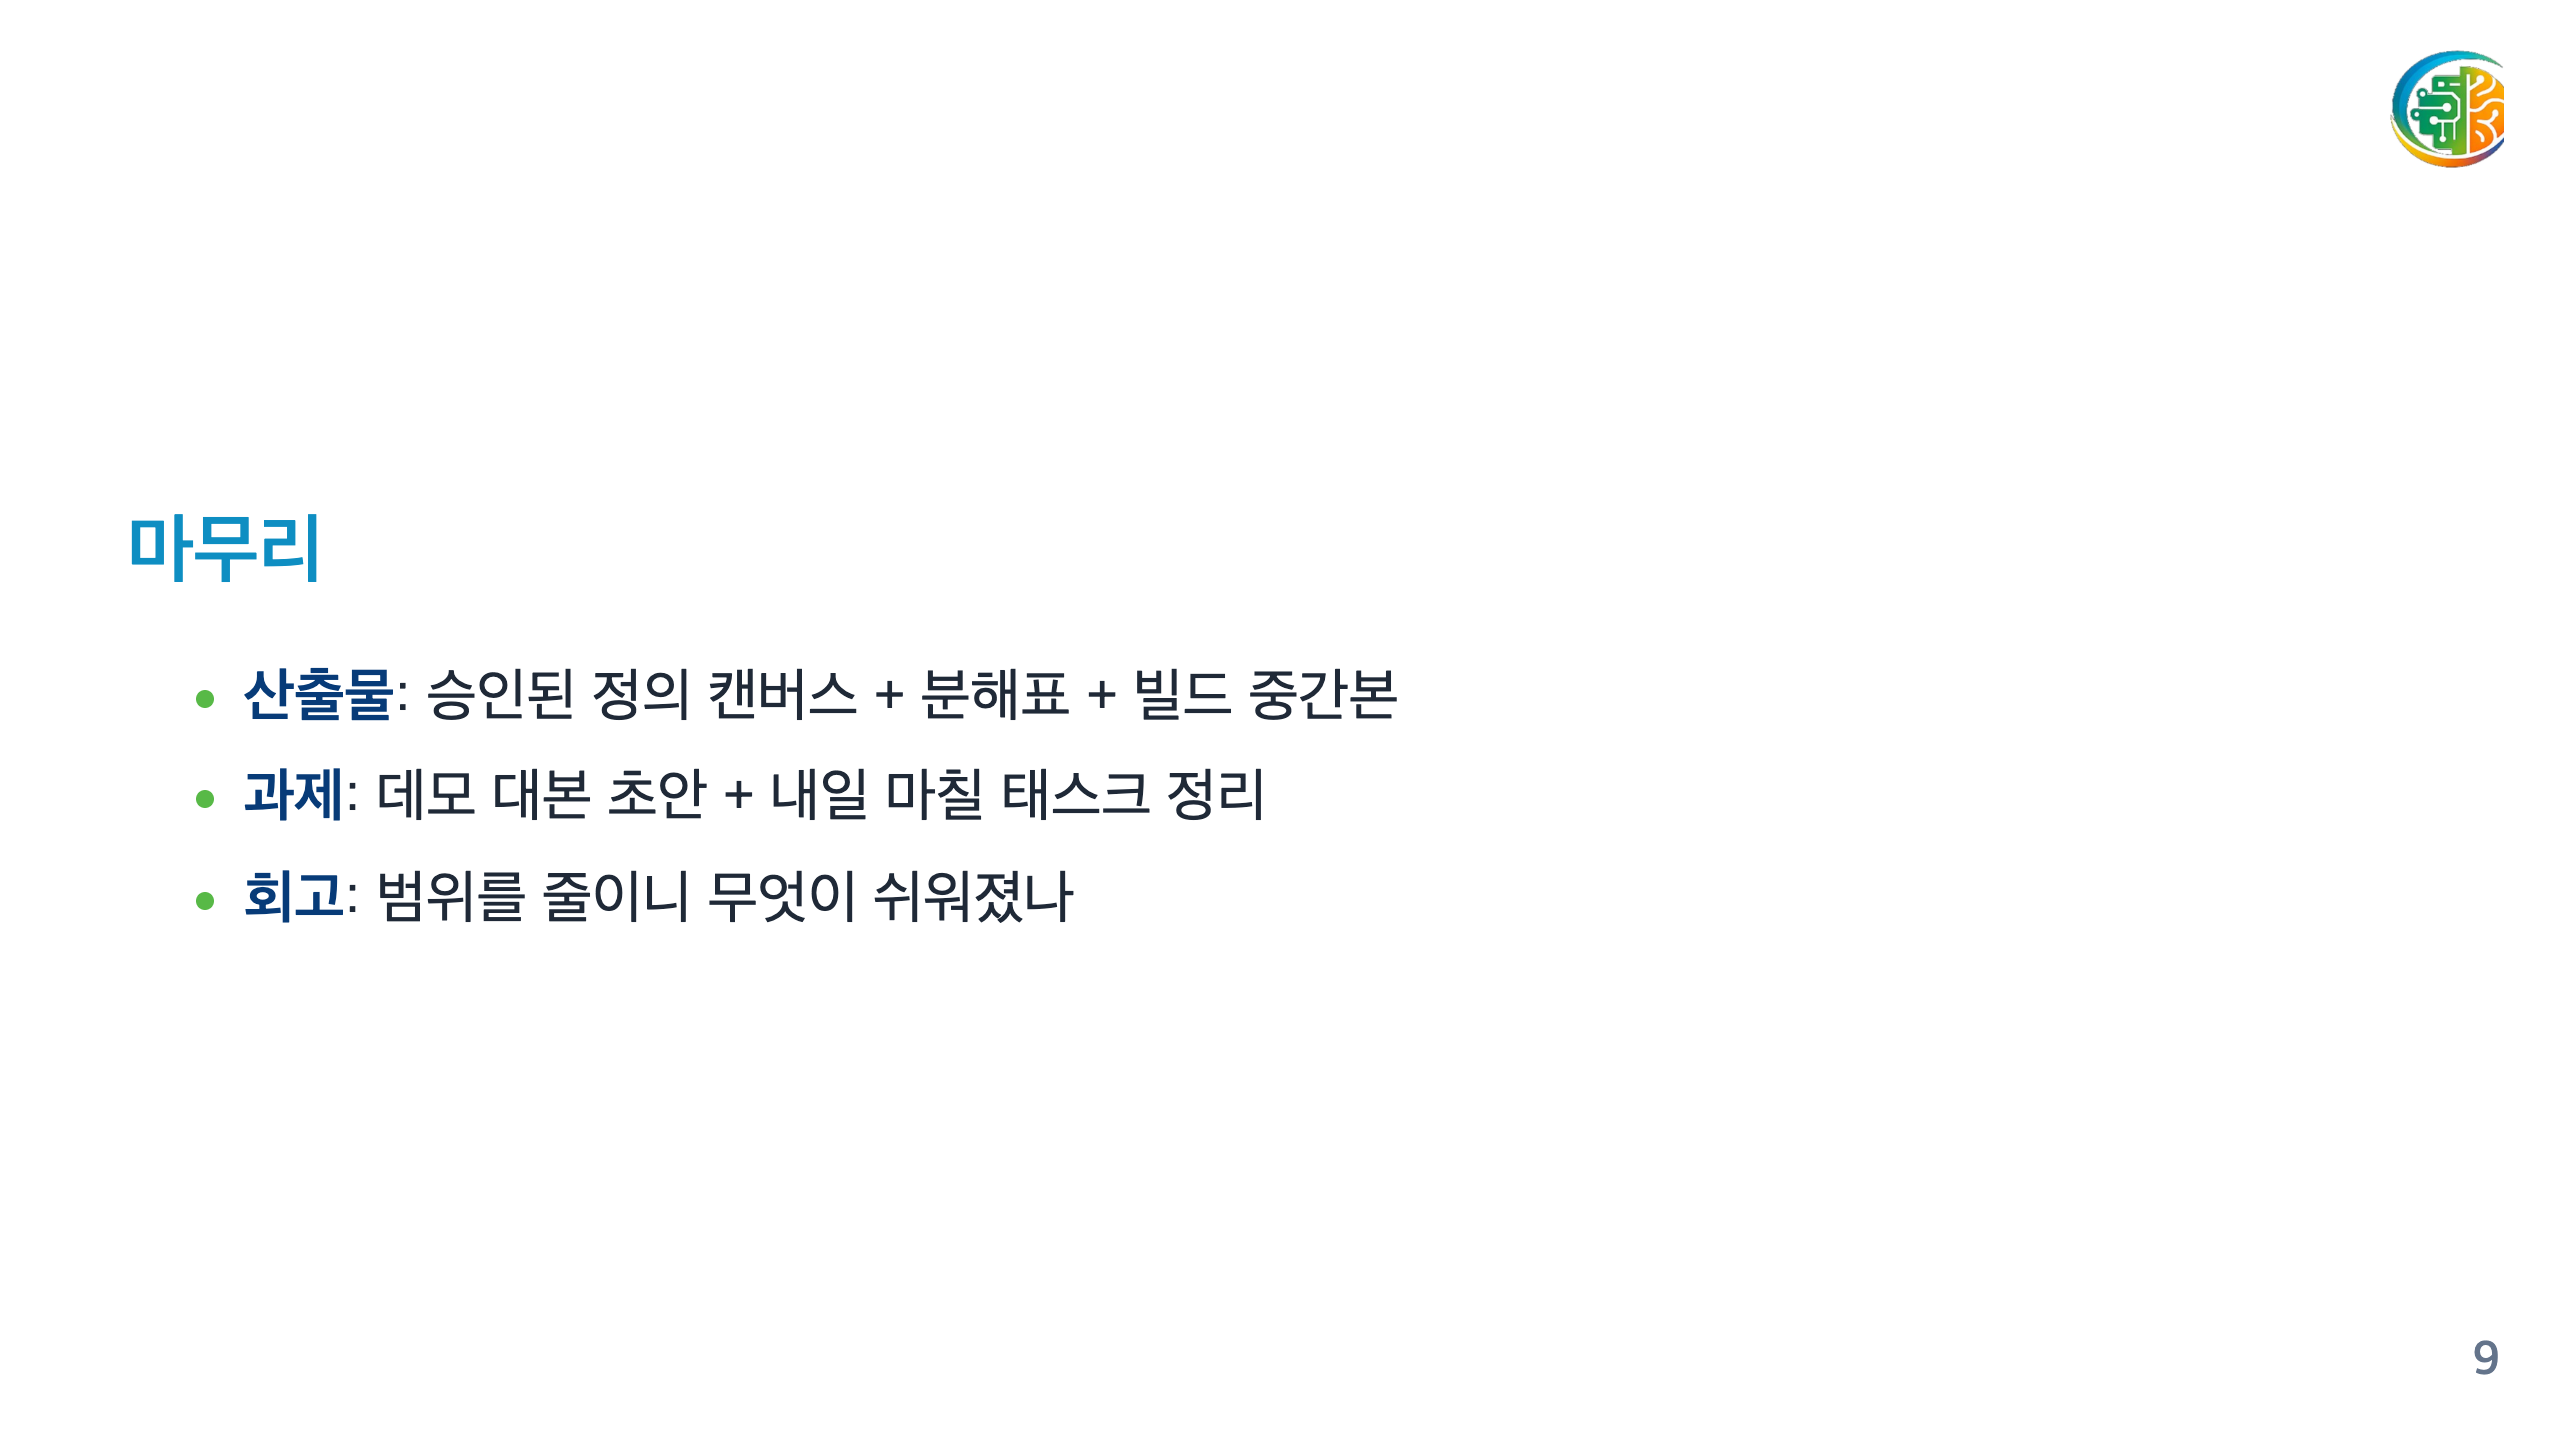 마무리
• 산출물: 승인된 정의 캔버스 + 분해표 + 빌드 중간본
• 과제: 데모 대본 초안 + 내일 마칠 태스크 정리
• 회고: 범위를 줄이니 무엇이 쉬워졌나
9